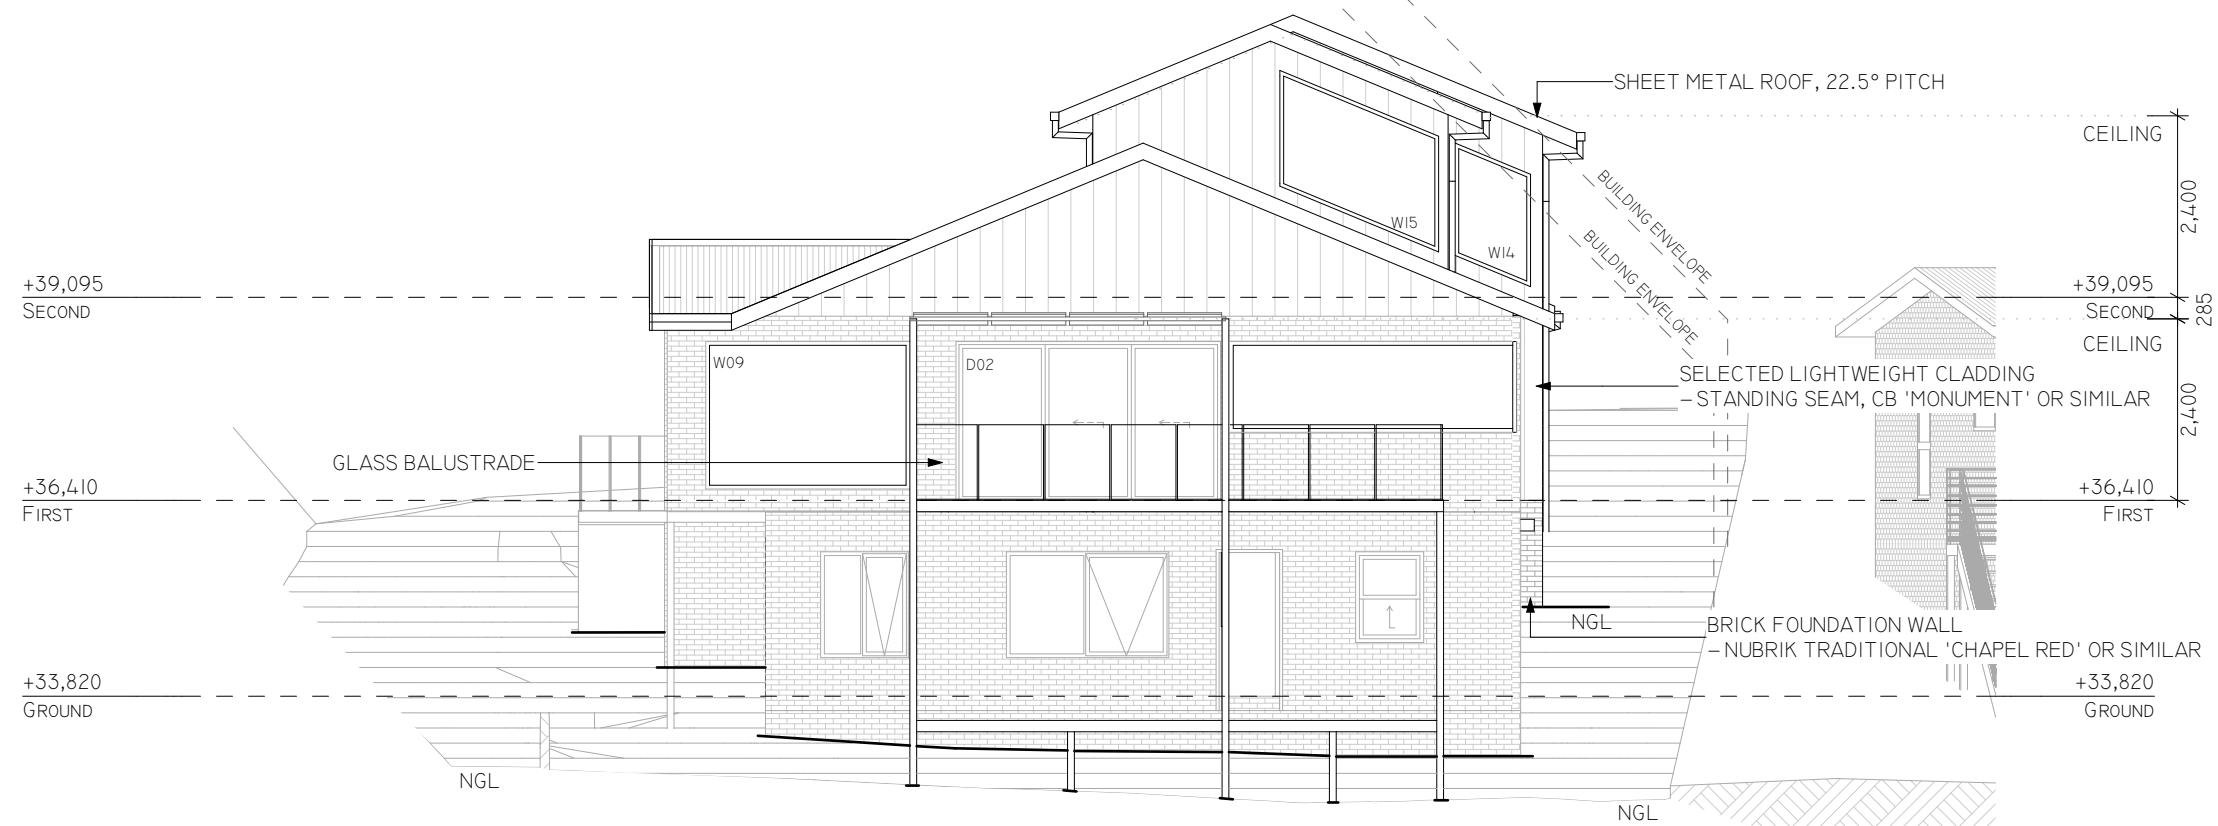 SHEET METAL ROOF, 22.5° PITCH
CEILING
2,400
BUILDING ENVELOPE
BUILDING ENVELOPE
W15
W14
+39,095
SECOND
+39,095
SECOND
285
CEILING
W09
D02
SELECTED LIGHTWEIGHT CLADDING
– STANDING SEAM, CB 'MONUMENT' OR SIMILAR
2,400
GLASS BALUSTRADE
+36,410
FIRST
+36,410
FIRST
NGL
BRICK FOUNDATION WALL
– NUBRIK TRADITIONAL 'CHAPEL RED' OR SIMILAR
+33,820
GROUND
+33,820
GROUND
NGL
NGL